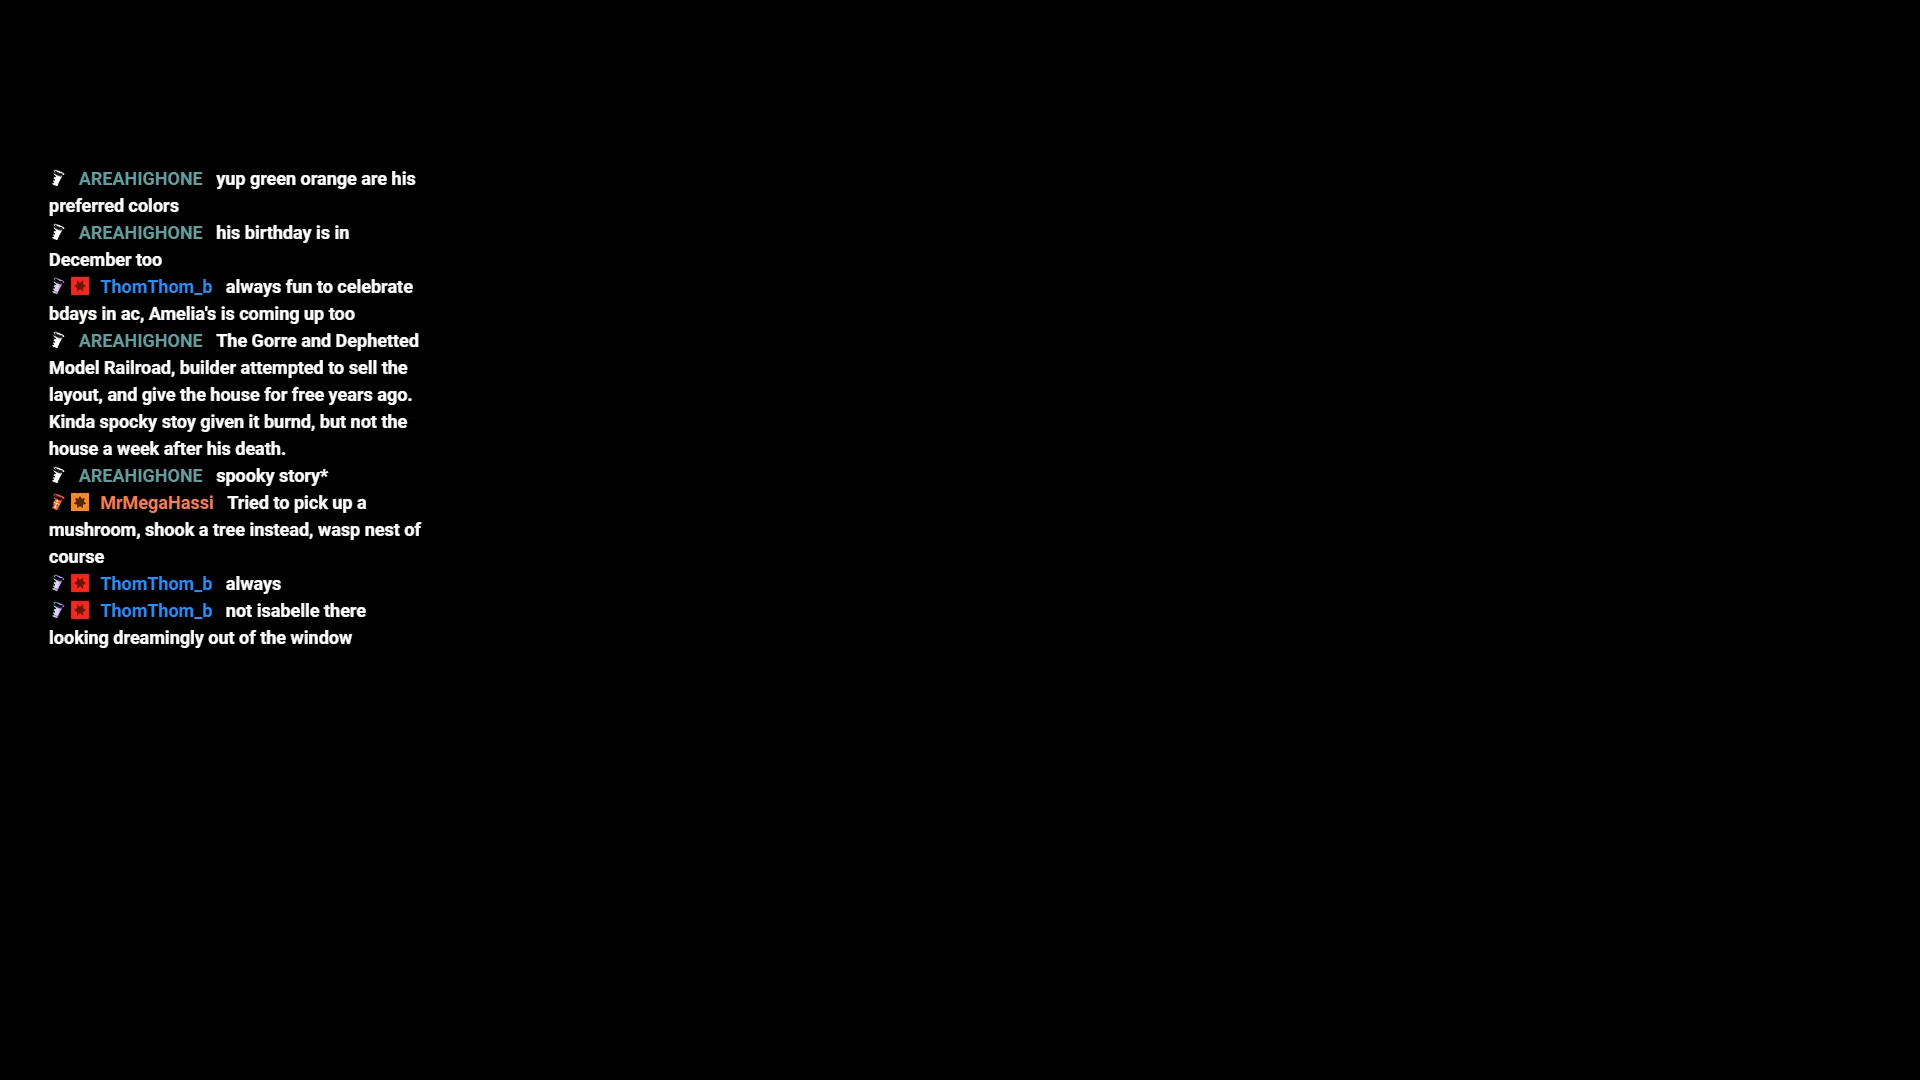 AREAHIGHONE yup green orange are his
preferred colors
AREAHIGHONE his birthday is in
December too
ThomThom_b always fun to celebrate
bdays in ac, Amelia's is coming up too
AREAHIGHONE The Gorre and Dephetted
Model Railroad, builder attempted to sell the
layout, and give the house for free years ago.
Kinda spocky stoy given it burnd, but not the
house a week after his death.
AREAHIGHONE spooky story*
MrMegaHassi Tried to pick up a
mushroom, shook a tree instead, wasp nest of
course
ThomThom_b always
ThomThom_b not isabelle there
looking dreamingly out of the window